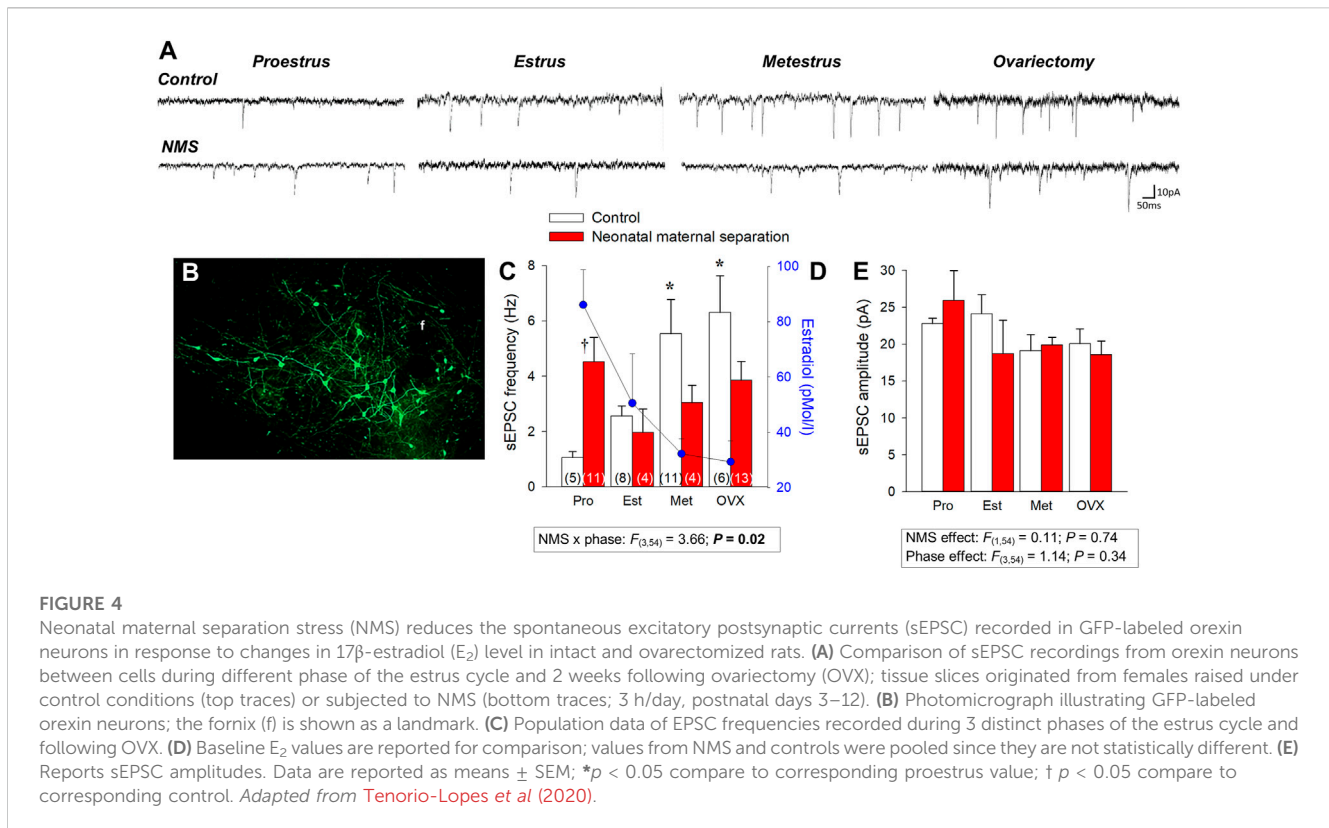 A
Proestrus Estrus Metestrus Ovariectomy
Control
NMS
10pA
50ms
Control
Neonatal maternal separation
B
f
C
8
6
4
2
0
sEPSC frequency (Hz)
*
*
†
(5) (11) (8) (4) (11) (4) (6) (13)
Pro Est Met OVX
100
80
60
40
20
Estradiol (pMol/l)
NMS x phase: F(3,54) = 3.66; P = 0.02
D
E
30
25
20
15
10
5
0
sEPSC amplitude (pA)
Pro Est Met OVX
NMS effect: F(1,54) = 0.11; P = 0.74
Phase effect: F(3,54) = 1.14; P = 0.34
FIGURE 4
Neonatal maternal separation stress (NMS) reduces the spontaneous excitatory postsynaptic currents (sEPSC) recorded in GFP-labeled orexin
neurons in response to changes in 17β-estradiol (E2) level in intact and ovarectomized rats. (A) Comparison of sEPSC recordings from orexin neurons
between cells during different phase of the estrus cycle and 2 weeks following ovariectomy (OVX); tissue slices originated from females raised under
control conditions (top traces) or subjected to NMS (bottom traces; 3 h/day, postnatal days 3–12). (B) Photomicrograph illustrating GFP-labeled
orexin neurons; the fornix (f) is shown as a landmark. (C) Population data of EPSC frequencies recorded during 3 distinct phases of the estrus cycle and
following OVX. (D) Baseline E2 values are reported for comparison; values from NMS and controls were pooled since they are not statistically different. (E)
Reports sEPSC amplitudes. Data are reported as means ± SEM; *p < 0.05 compare to corresponding proestrus value; † p < 0.05 compare to
corresponding control. Adapted from Tenorio-Lopes et al (2020).